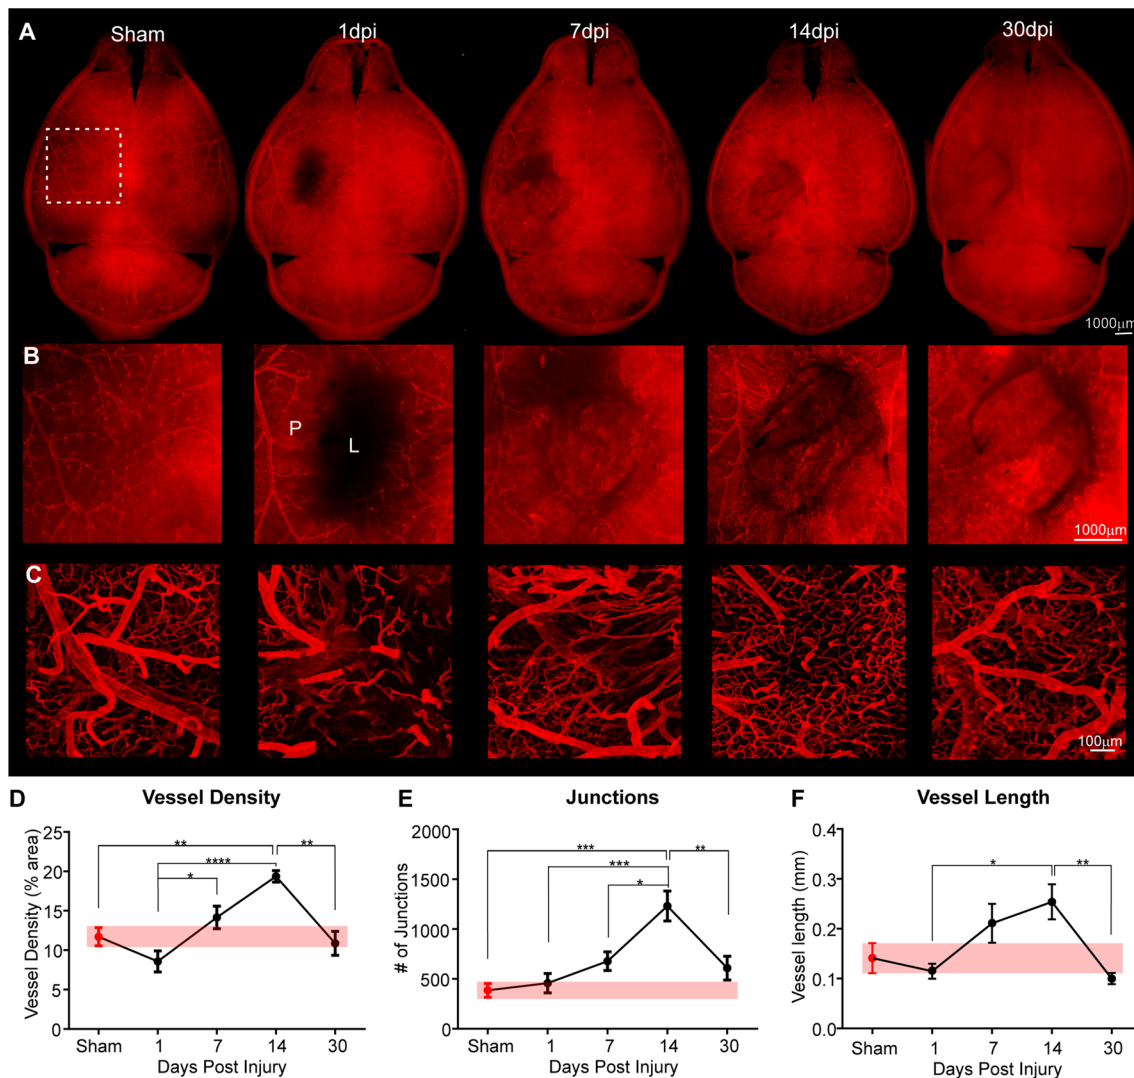 A
Sham 1dpi 7dpi 14dpi 30dpi
1000μm
B
P
L
1000μm
C
100μm
D Vessel Density
Vessel Density (% area)
25
20
15
10
5
0
** **
****
*
Sham 1 7 14 30
Days Post Injury
E Junctions
# of Junctions
2000
1500
1000
500
0
*** **
***
*
Sham 1 7 14 30
Days Post Injury
F Vessel Length
Vessel length (mm)
0.4
0.3
0.2
0.1
0.0
* **
Sham 1 7 14 30
Days Post Injury